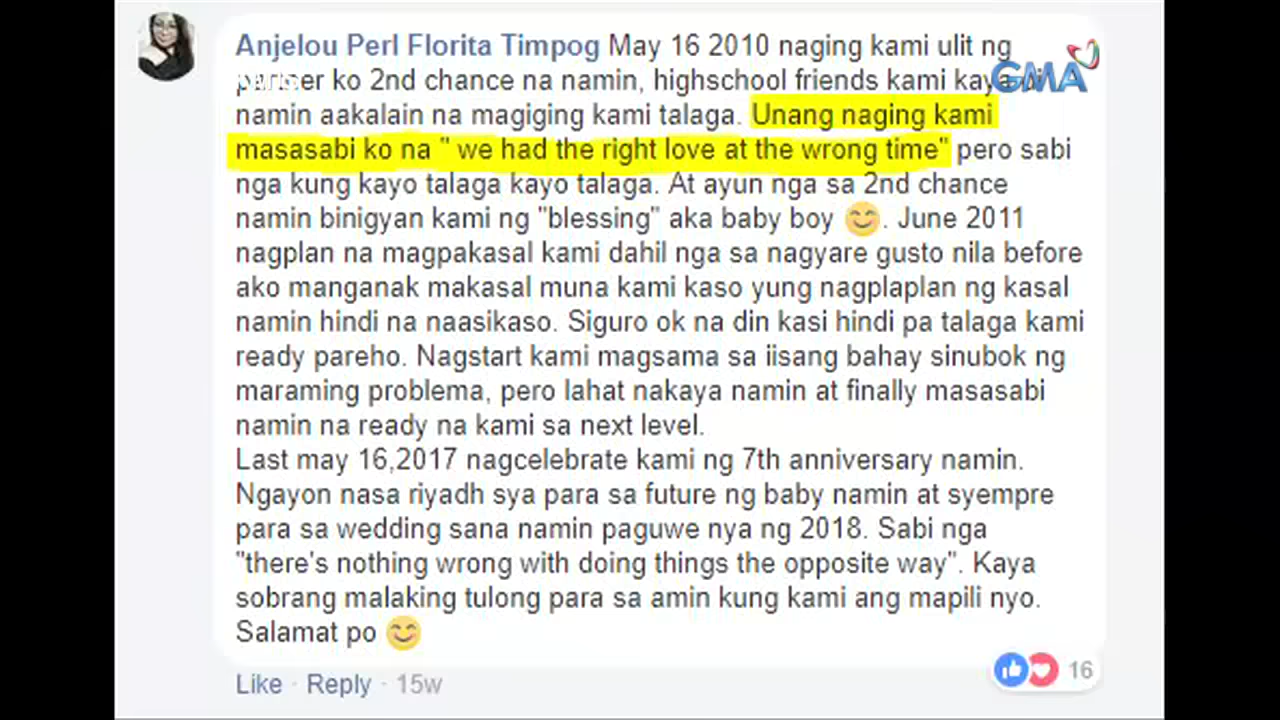 Anjelou Perl Florita Timpog May 16 2010 naging kami ulit ng
GMA
ko 2nd chance na namin, highschool friends kami kaya
namin aakalain na magiging kami talaga. Unang naging kami
masasabi ko na " we had the right love at the wrong time" pero sabi
nga kung kayo talaga kayo talaga. At ayun nga sa 2nd chance
namin binigyan kami ng "blessing" aka baby boy 😊. June 2011
nagplan na magpakasal kami dahil nga sa nagyare gusto nila before
ako manganak makasal muna kami kaso yung nagplaplan ng kasal
namin hindi na naasikaso. Siguro ok na din kasi hindi pa talaga kami
ready pareho. Nagstart kami magsama sa iisang bahay sinubok ng
maraming problema, pero lahat nakaya namin at finally masasabi
namin na ready na kami sa next level.
Last may 16,2017 nagcelebrate kami ng 7th anniversary namin.
Ngayon nasa riyadh sya para sa future ng baby namin at syempre
para sa wedding sana namin paguwe nya ng 2018. Sabi nga
"there's nothing wrong with doing things the opposite way". Kaya
sobrang malaking tulong para sa amin kung kami ang mapili nyo.
Salamat po 😊
Like · Reply · 15w
16